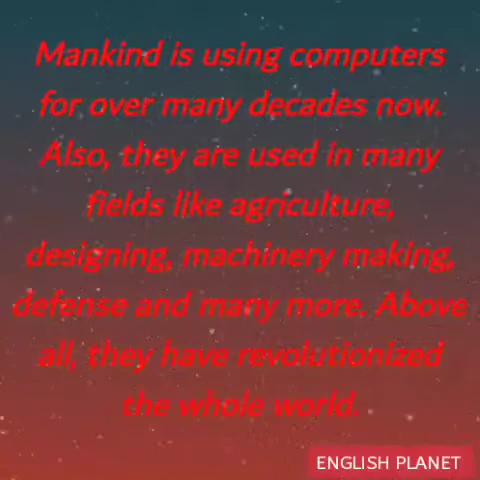 Mankind is using computers
for over many decades now.
Also, they are used in many
fields like agriculture,
designing, machinery making,
defense and many more. Above
all, they have revolutionized
the whole world.
ENGLISH PLANET